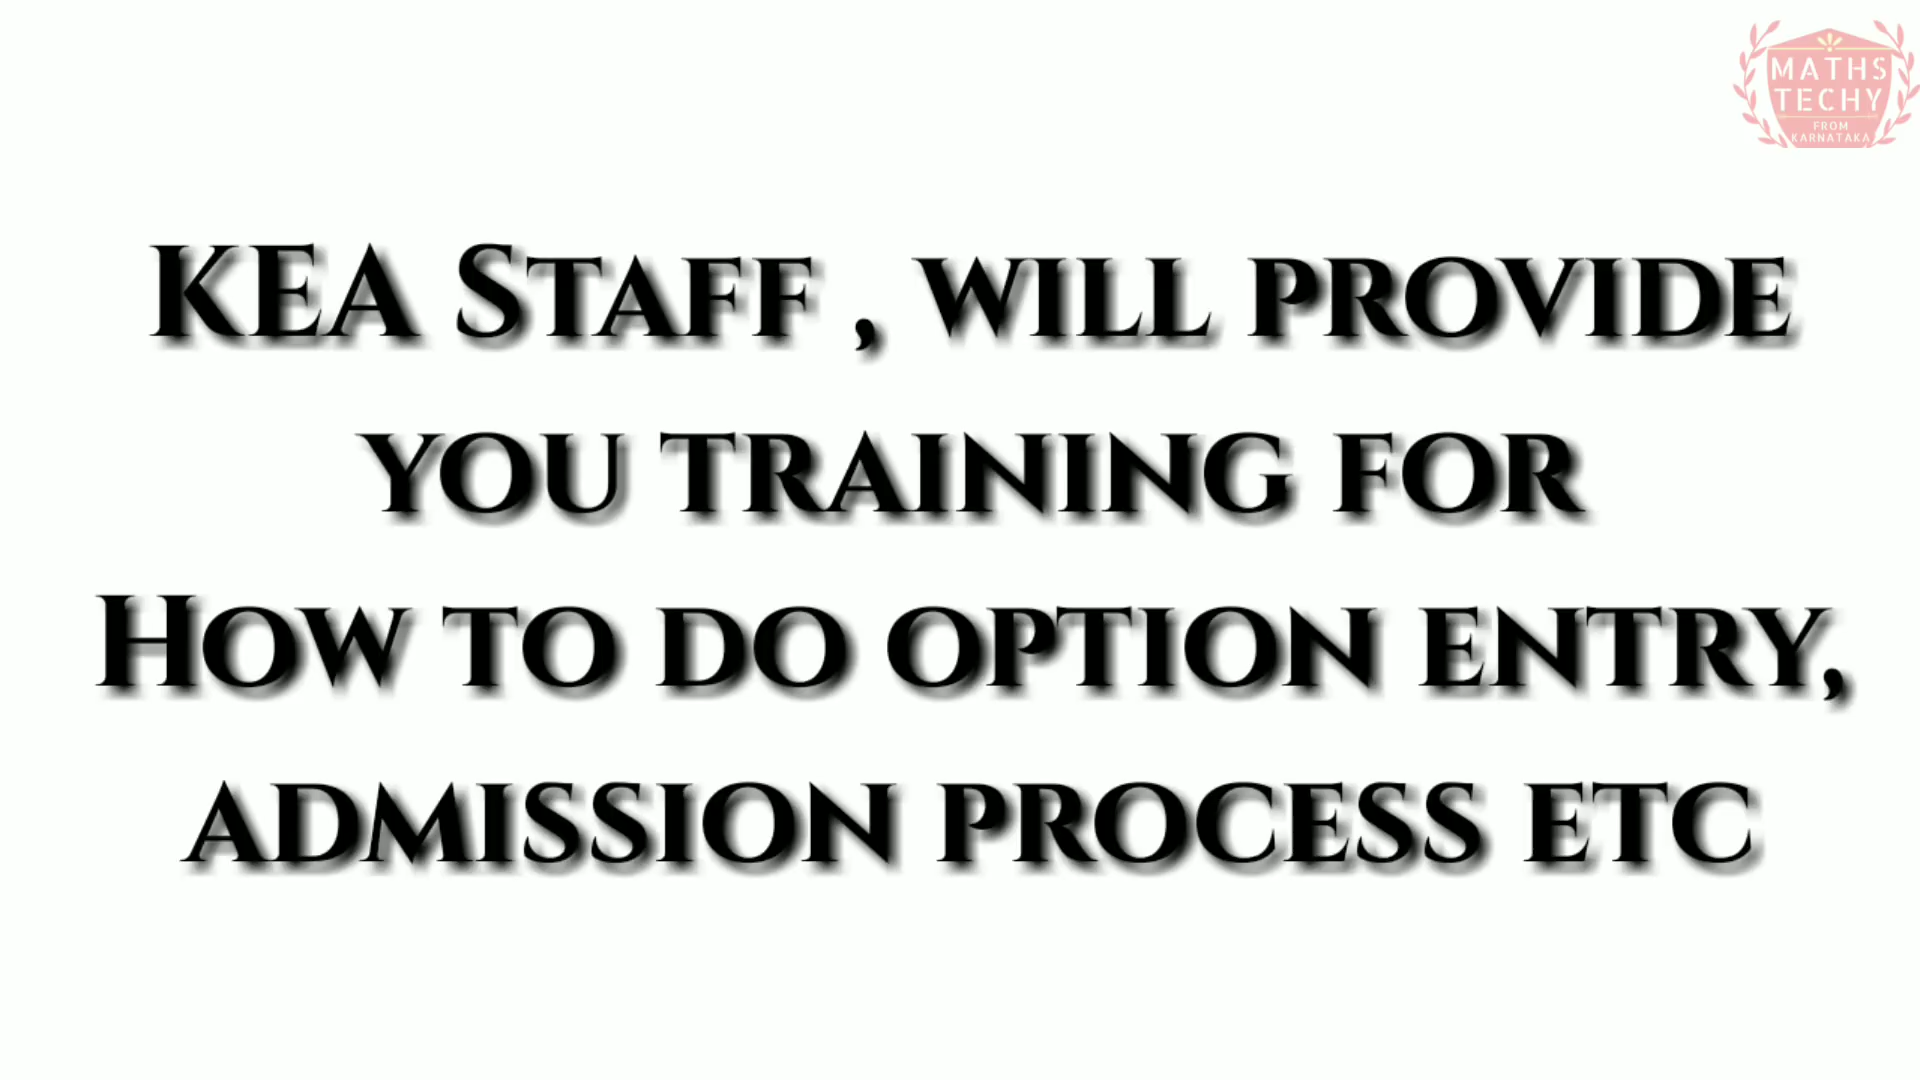 MATHS
TECHY
FROM
KARNATAKA
KEA Staff , will provide
you training for
How to do option entry,
admission process etc